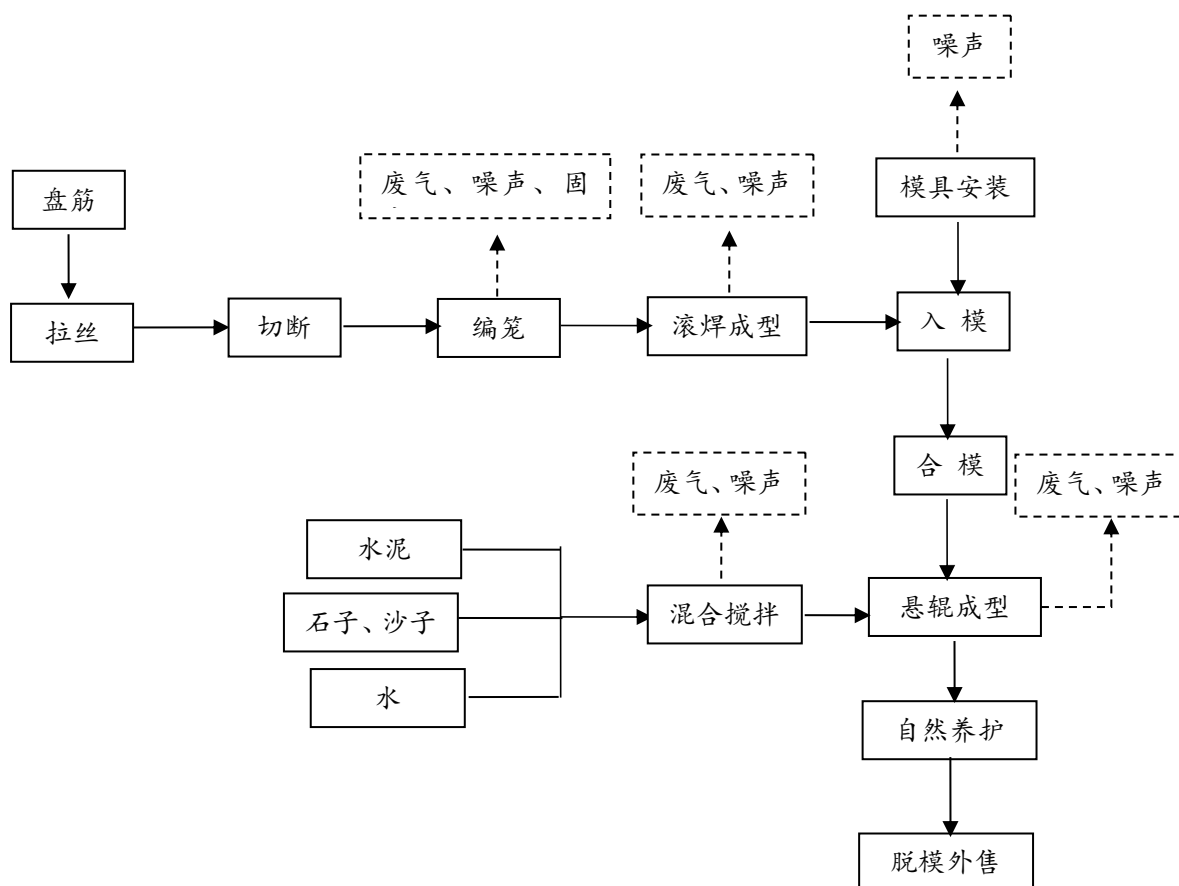 噪声
废气、噪声、固
废气、噪声
模具安装
盘筋
拉丝
切断
编笼
滚焊成型
入 模
合 模
废气、噪声
废气、噪声
水泥
石子、沙子
水
混合搅拌
悬辊成型
自然养护
脱模外售